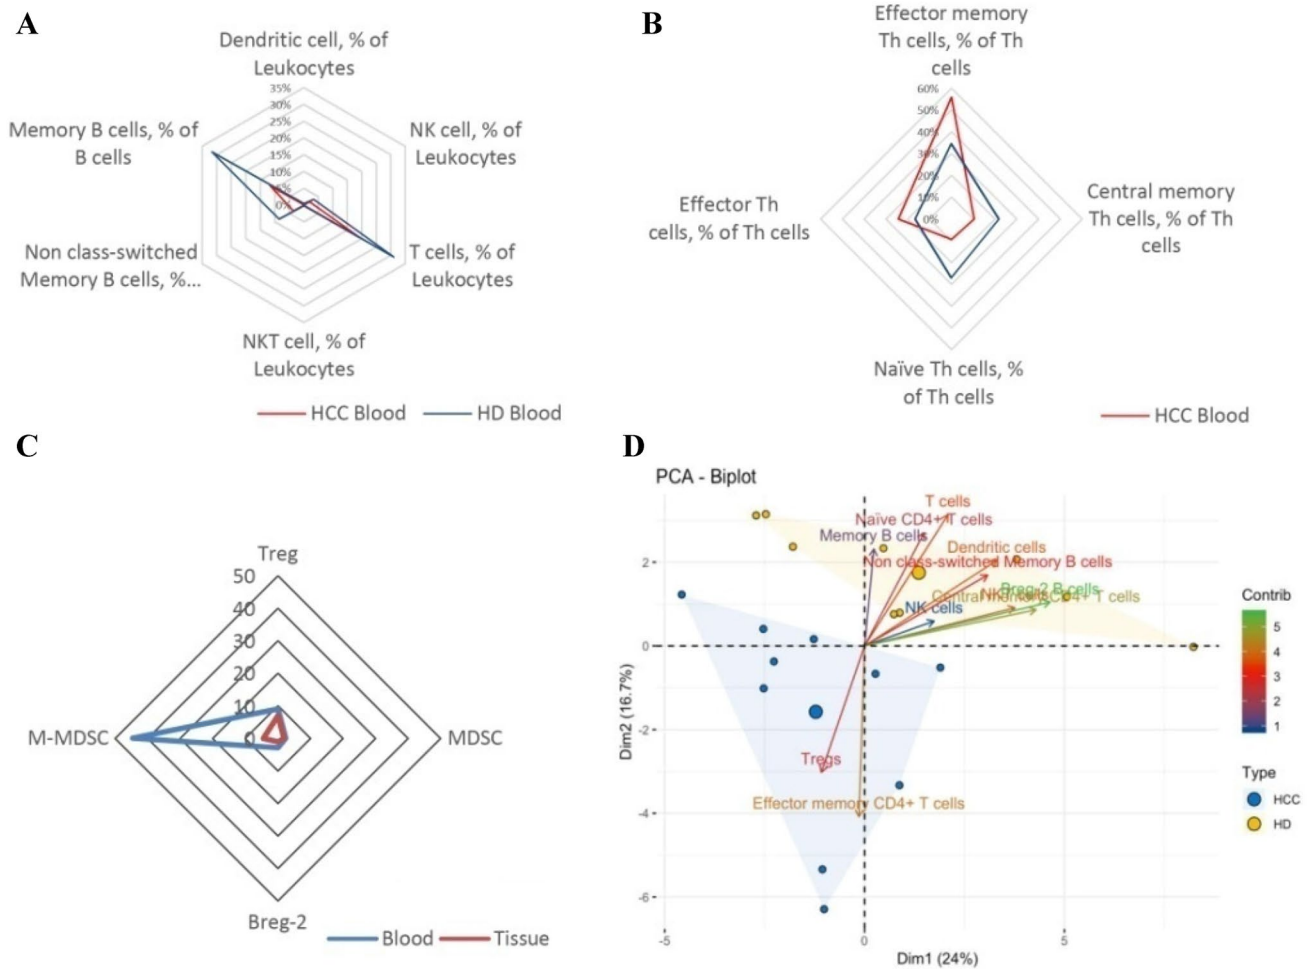 A
Dendritic cell, % of
Leukocytes
35%
30%
25%
20%
15%
10%
0%
Memory B cells, % of
B cells
NK cell, % of
Leukocytes
Non class-switched
Memory B cells, %...
T cells, % of
Leukocytes
NKT cell, % of
Leukocytes
HCC Blood
HD Blood
B
Effector memory
Th cells, % of Th
cells
60%
50%
40%
30%
20%
10%
0%
Effector Th
cells, % of Th cells
Central memory
Th cells, % of Th
cells
Naïve Th cells, %
of Th cells
HCC Blood
C
Treg
50
40
30
20
10
0
M-MDSC
MDSC
Breg-2
Blood
Tissue
D
PCA - Biplot
T cells
Naïve CD4+ T cells
Memory B cells
Dendritic cells
Non class-switched Memory B cells
Breg-2 B cells
CD4+ T cells
NK cells
Tregs
Effector memory CD4+ T cells
2
0
-2
-4
-6
Dim2 (16.7%)
-5
0
5
Dim1 (24%)
Contrib
5
4
3
2
1
Type
HCC
HD